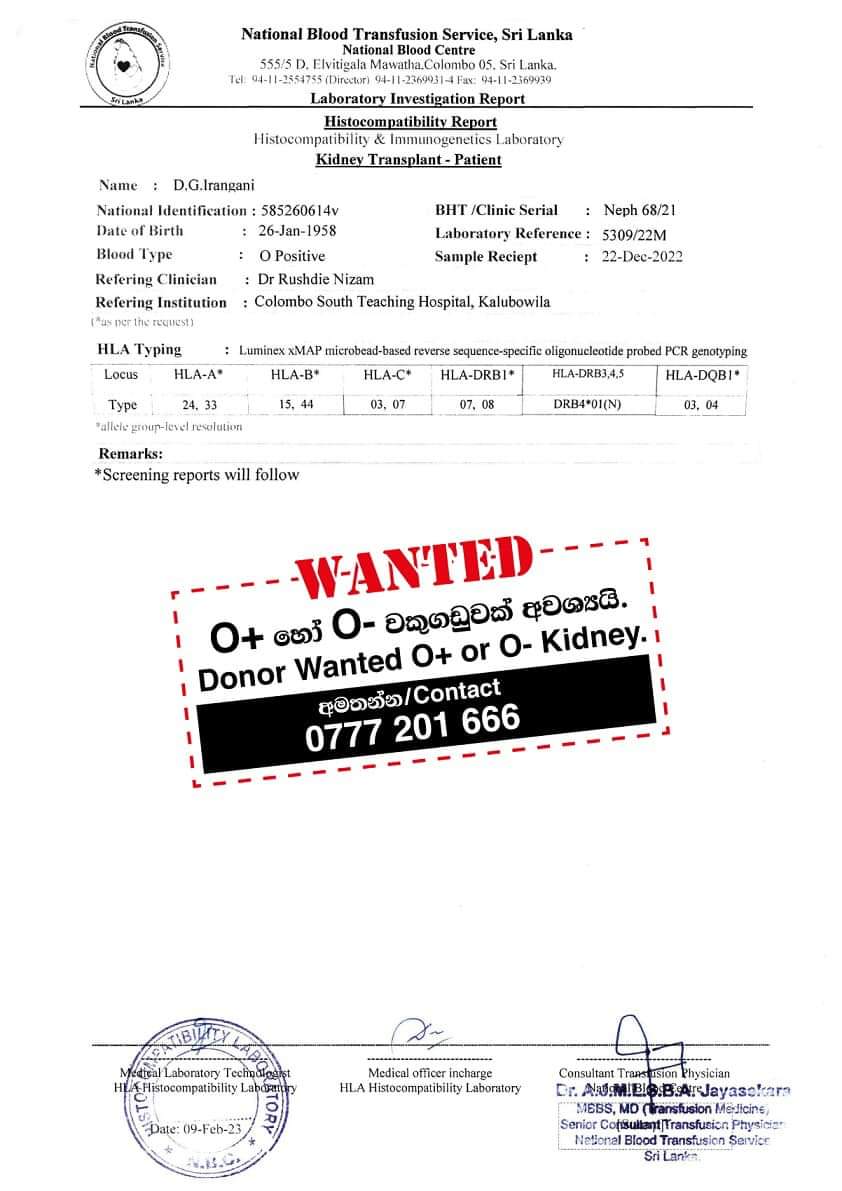 National Blood Transfusion Service
Sri Lanka
National Blood Transfusion Service, Sri Lanka
National Blood Centre
555/5 D, Elvitigala Mawatha,Colombo 05, Sri Lanka.
Tel: 94-11-2554755 (Director) 94-11-2369931-4 Fax: 94-11-2369939
Laboratory Investigation Report
Histocompatibility Report
Histocompatibility & Immunogenetics Laboratory
Kidney Transplant - Patient
Name : D.G.Irangani
National Identification : 585260614v BHT /Clinic Serial : Neph 68/21
Date of Birth : 26-Jan-1958 Laboratory Reference : 5309/22M
Blood Type : O Positive Sample Reciept : 22-Dec-2022
Refering Clinician : Dr Rushdie Nizam
Refering Institution : Colombo South Teaching Hospital, Kalubowila
(*as per the request)
HLA Typing : Luminex xMAP microbead-based reverse sequence-specific oligonucleotide probed PCR genotyping
Locus HLA-A* HLA-B* HLA-C* HLA-DRB1* HLA-DRB3,4,5 HLA-DQB1*
Type 24, 33 15, 44 03, 07 07, 08 DRB4*01(N) 03, 04
*allele group-level resolution
Remarks:
*Screening reports will follow
WANTED
O+ හෝ O- වකුගඩුවක් අවශ්‍යයි.
Donor Wanted O+ or O- Kidney.
අමතන්න/Contact
0777 201 666
Medical Laboratory Technologist Medical officer incharge Consultant Transfusion Physician
HLA Histocompatibility Laboratory HLA Histocompatibility Laboratory National Blood Centre
Date: 09-Feb-23
HISTOCOMPATIBILITY LABORATORY
* N.B.C. *
Jayasekara
MBBS, MD (Transfusion Medicine)
Senior Consultant Transfusion Physician
National Blood Transfusion Service
Sri Lanka.